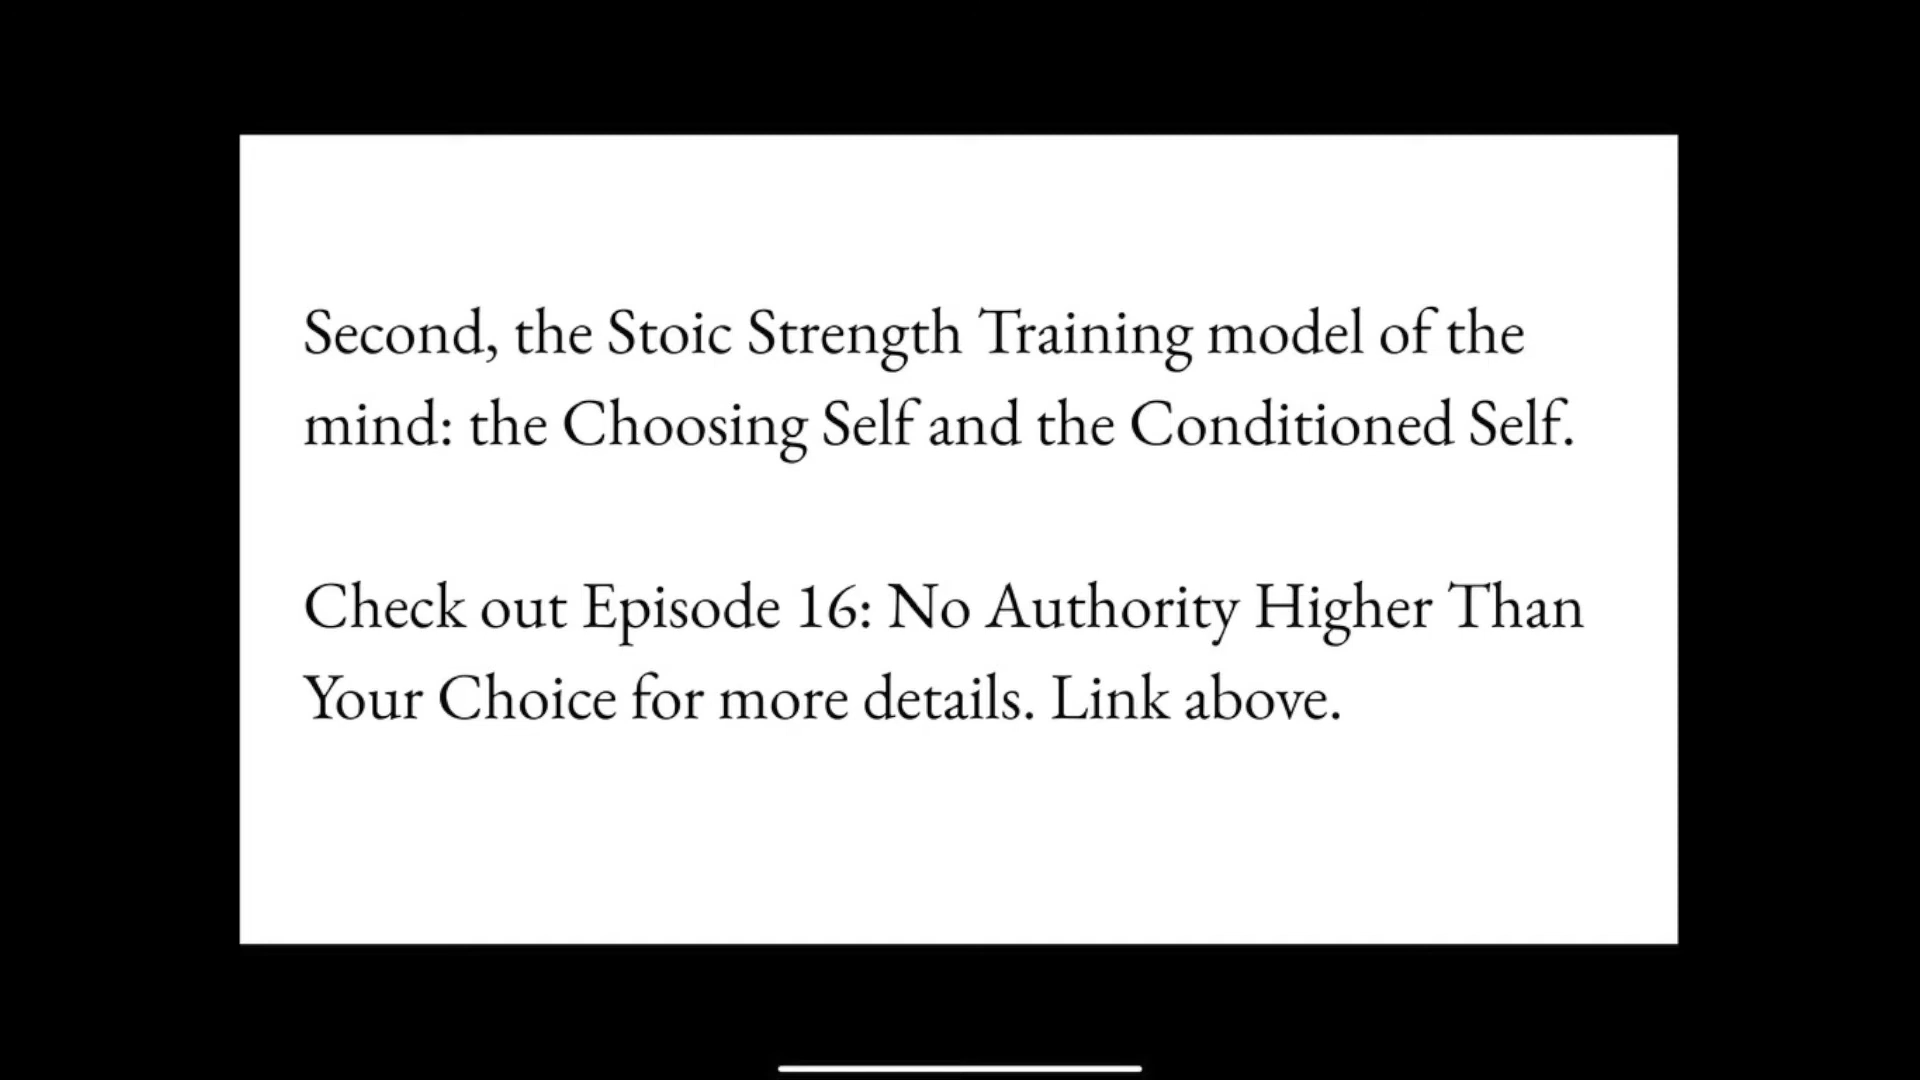 Second, the Stoic Strength Training model of the
mind: the Choosing Self and the Conditioned Self.
Check out Episode 16: No Authority Higher Than
Your Choice for more details. Link above.